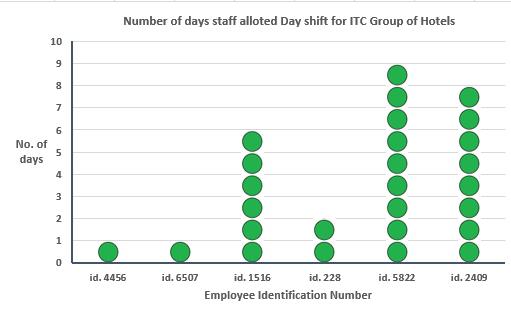 Number of days staff alloted Day shift for ITC Group of Hotels
10
9
8
7
6
5
4
3
2
1
0
No. of
days
id. 4456 id. 6507 id. 1516 id. 228 id. 5822 id. 2409
Employee Identification Number